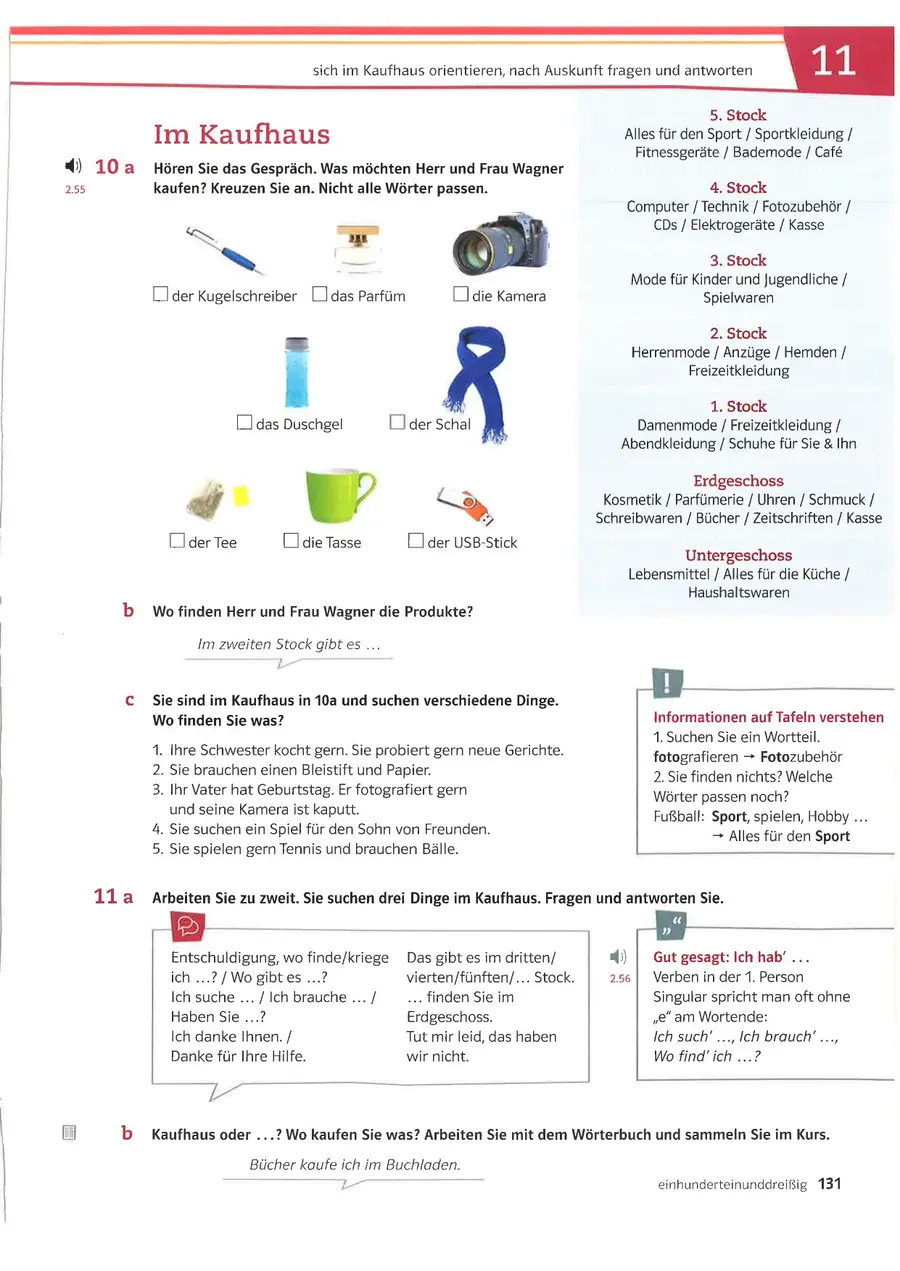 sich im Kaufhaus orientieren, nach Auskunft fragen und antworten
11
Im Kaufhaus
10 a Hören Sie das Gespräch. Was möchten Herr und Frau Wagner
2.55
kaufen? Kreuzen Sie an. Nicht alle Wörter passen.
der Kugelschreiber
das Parfüm
die Kamera
das Duschgel
der Schal
der Tee
die Tasse
der USB-Stick
5. Stock
Alles für den Sport / Sportkleidung /
Fitnessgeräte / Bademode / Café
4. Stock
Computer / Technik / Fotozubehör /
CDs / Elektrogeräte / Kasse
3. Stock
Mode für Kinder und Jugendliche /
Spielwaren
2. Stock
Herrenmode / Anzüge / Hemden /
Freizeitkleidung
1. Stock
Damenmode / Freizeitkleidung /
Abendkleidung / Schuhe für Sie & Ihn
Erdgeschoss
Kosmetik / Parfümerie / Uhren / Schmuck /
Schreibwaren / Bücher / Zeitschriften / Kasse
Untergeschoss
Lebensmittel / Alles für die Küche /
Haushaltswaren
b Wo finden Herr und Frau Wagner die Produkte?
Im zweiten Stock gibt es ...
c Sie sind im Kaufhaus in 10a und suchen verschiedene Dinge.
Wo finden Sie was?
1. Ihre Schwester kocht gern. Sie probiert gern neue Gerichte.
2. Sie brauchen einen Bleistift und Papier.
3. Ihr Vater hat Geburtstag. Er fotografiert gern
und seine Kamera ist kaputt.
4. Sie suchen ein Spiel für den Sohn von Freunden.
5. Sie spielen gern Tennis und brauchen Bälle.
!
Informationen auf Tafeln verstehen
1. Suchen Sie ein Wortteil.
fotografieren → Fotozubehör
2. Sie finden nichts? Welche
Wörter passen noch?
Fußball: Sport, spielen, Hobby ...
→ Alles für den Sport
11 a Arbeiten Sie zu zweit. Sie suchen drei Dinge im Kaufhaus. Fragen und antworten Sie.
Entschuldigung, wo finde/kriege
ich ...? / Wo gibt es ...?
Ich suche ... / Ich brauche ... /
Haben Sie ...?
Ich danke Ihnen. /
Danke für Ihre Hilfe.
Das gibt es im dritten/
vierten/fünften/... Stock.
... finden Sie im
Erdgeschoss.
Tut mir leid, das haben
wir nicht.
„“
Gut gesagt: Ich hab' ...
2.56
Verben in der 1. Person
Singular spricht man oft ohne
„e“ am Wortende:
Ich such' ..., Ich brauch' ...,
Wo find' ich ...?
b Kaufhaus oder ...? Wo kaufen Sie was? Arbeiten Sie mit dem Wörterbuch und sammeln Sie im Kurs.
Bücher kaufe ich im Buchladen.
einhunderteinunddreißig 131